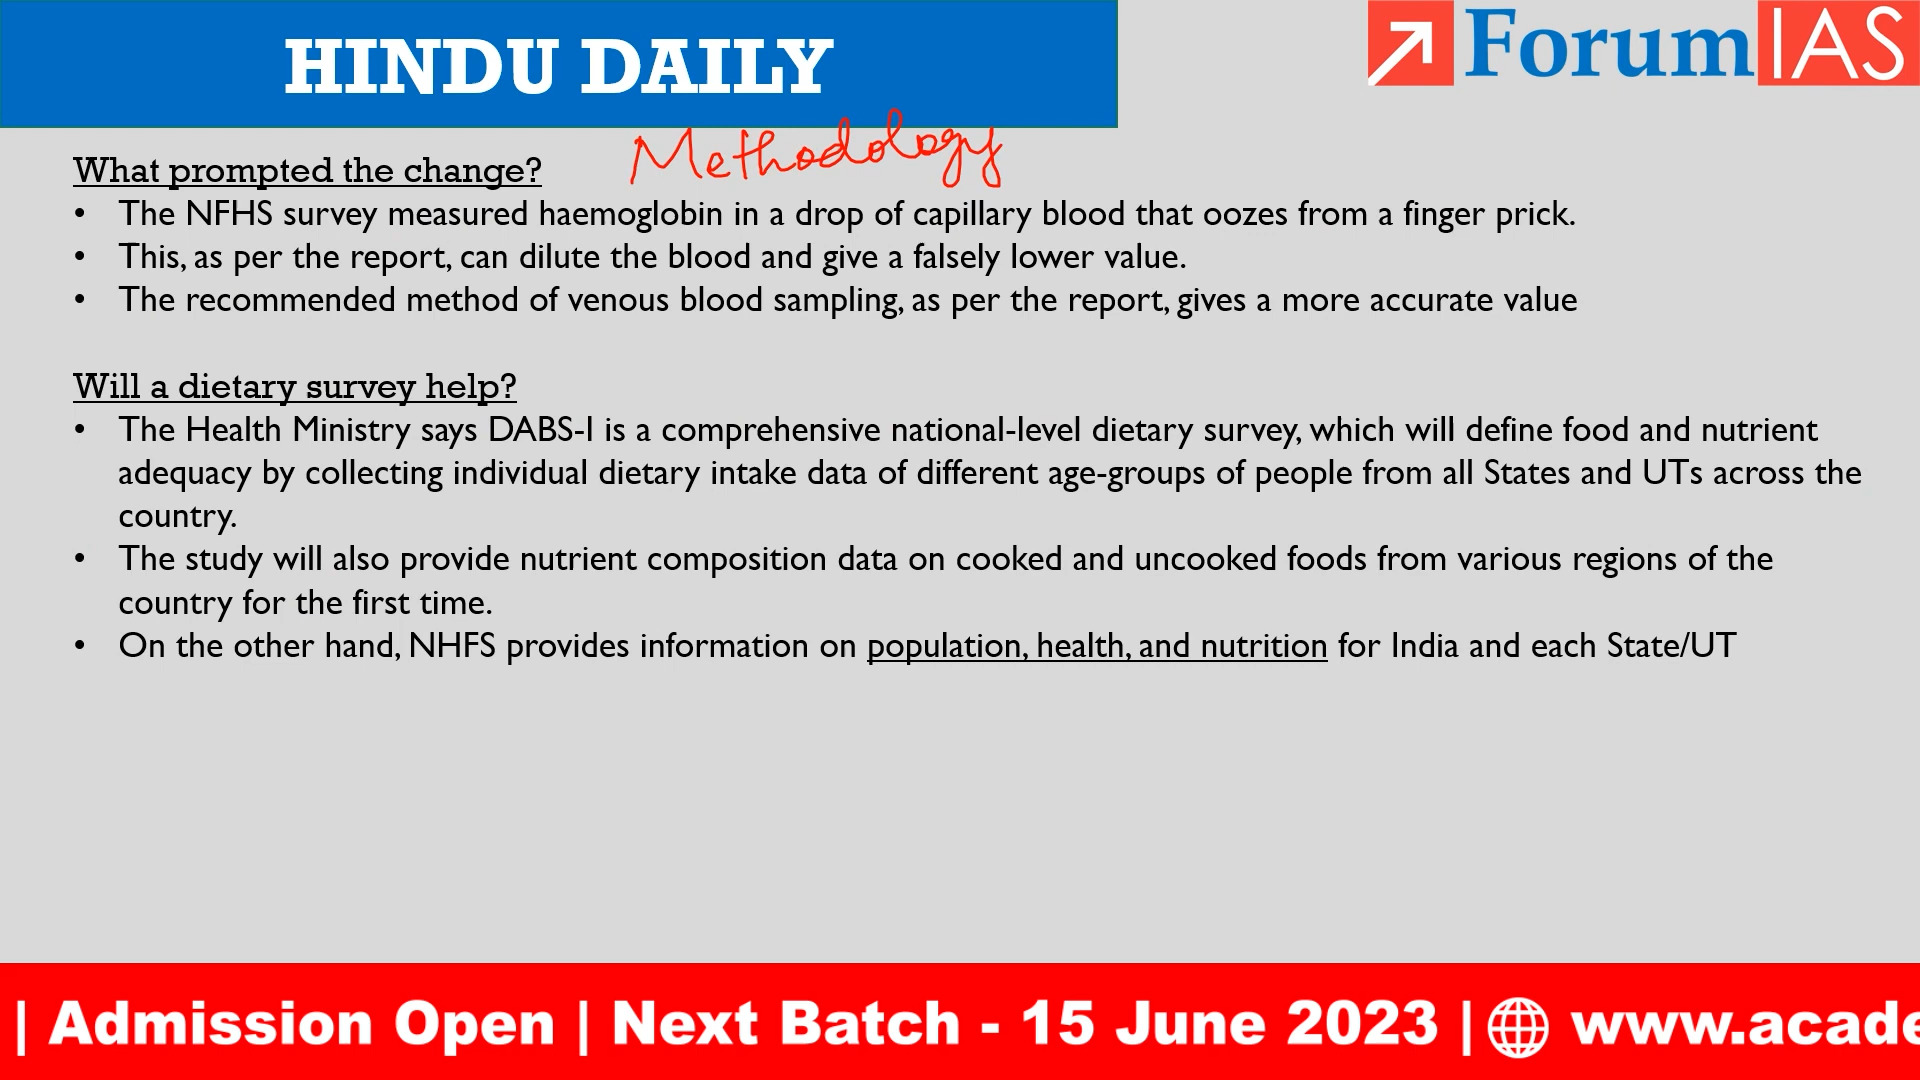 HINDU DAILY
Forum IAS
Methodology
What prompted the change?
• The NFHS survey measured haemoglobin in a drop of capillary blood that oozes from a finger prick.
• This, as per the report, can dilute the blood and give a falsely lower value.
• The recommended method of venous blood sampling, as per the report, gives a more accurate value
Will a dietary survey help?
• The Health Ministry says DABS-I is a comprehensive national-level dietary survey, which will define food and nutrient
adequacy by collecting individual dietary intake data of different age-groups of people from all States and UTs across the
country.
• The study will also provide nutrient composition data on cooked and uncooked foods from various regions of the
country for the first time.
• On the other hand, NHFS provides information on population, health, and nutrition for India and each State/UT
| Admission Open | Next Batch - 15 June 2023 | www.acade